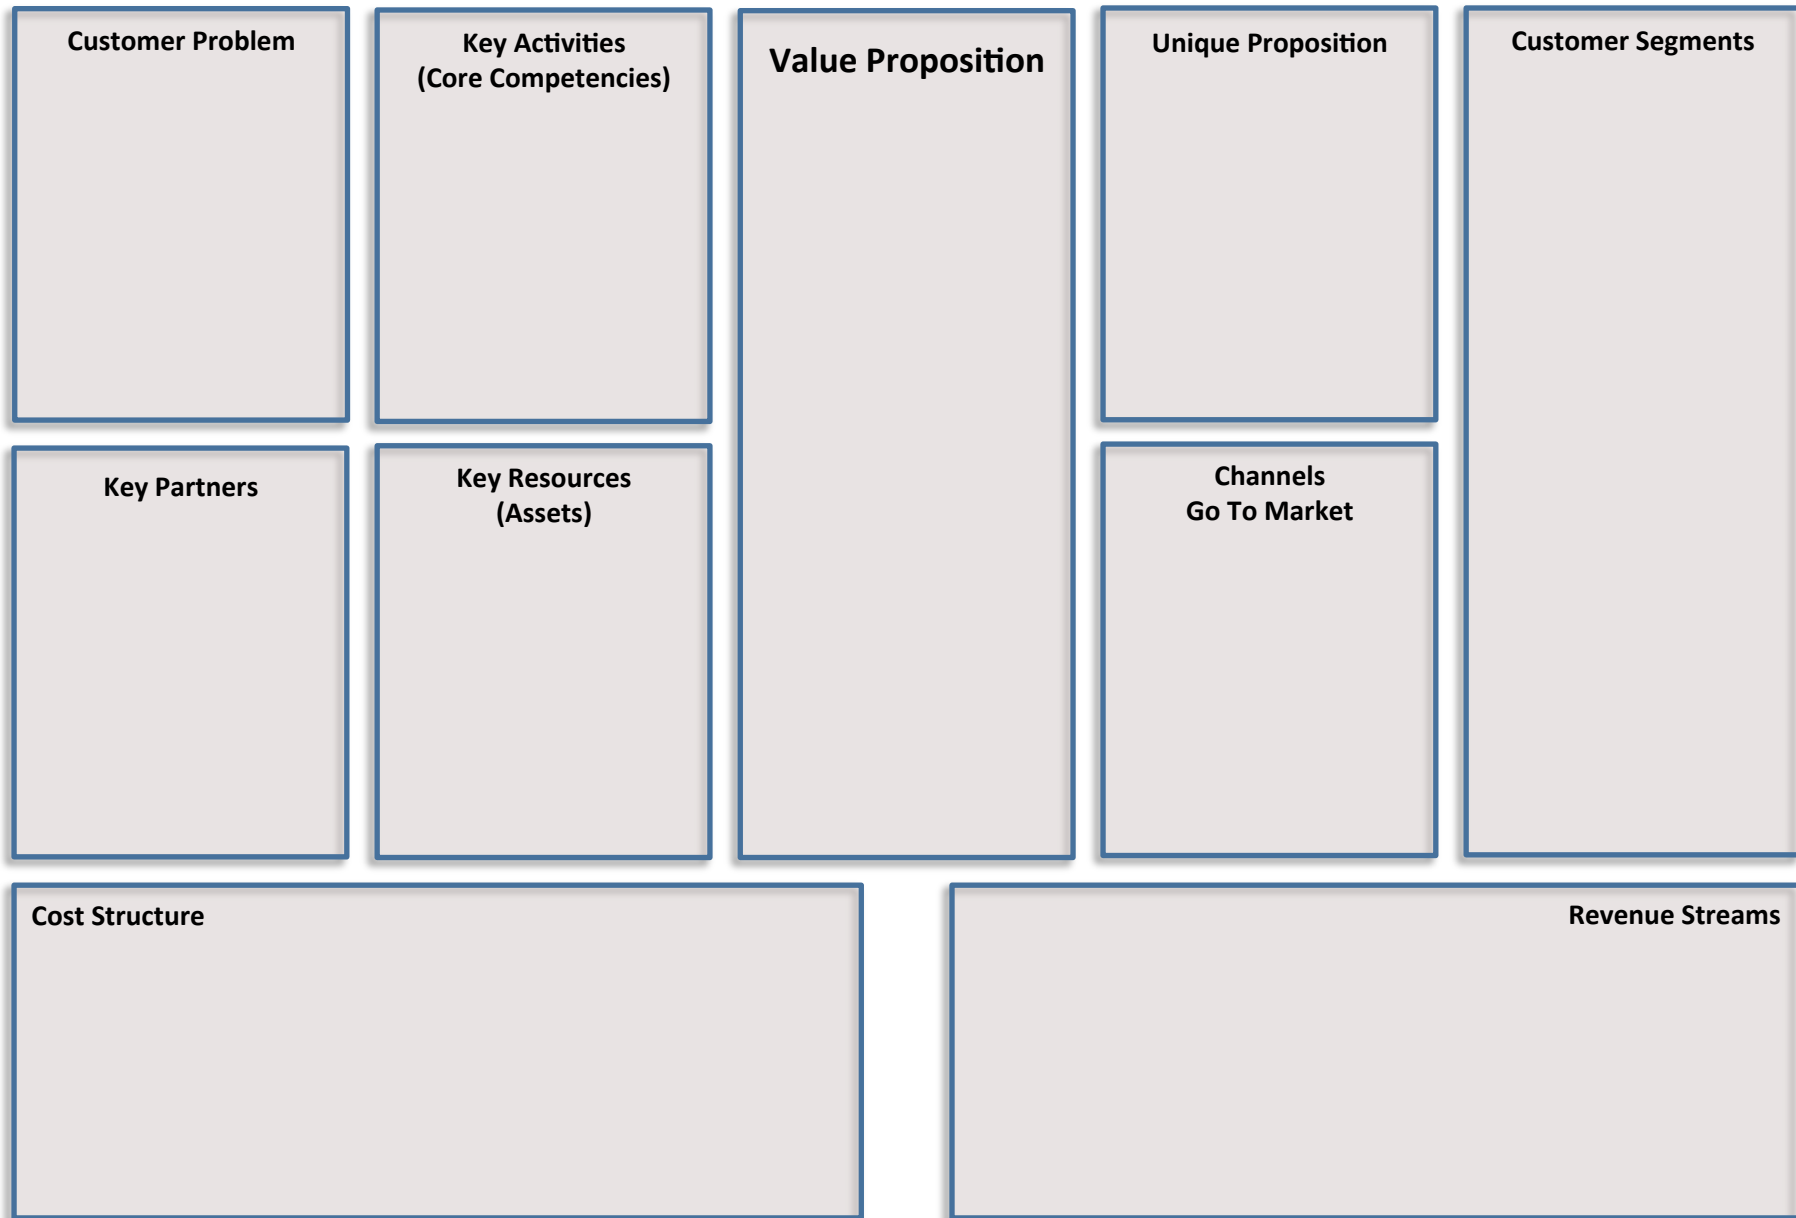 Customer Problem
Key Activities
(Core Competencies)
Value Proposition
Unique Proposition
Customer Segments
Key Partners
Key Resources
(Assets)
Channels
Go To Market
Cost Structure
Revenue Streams